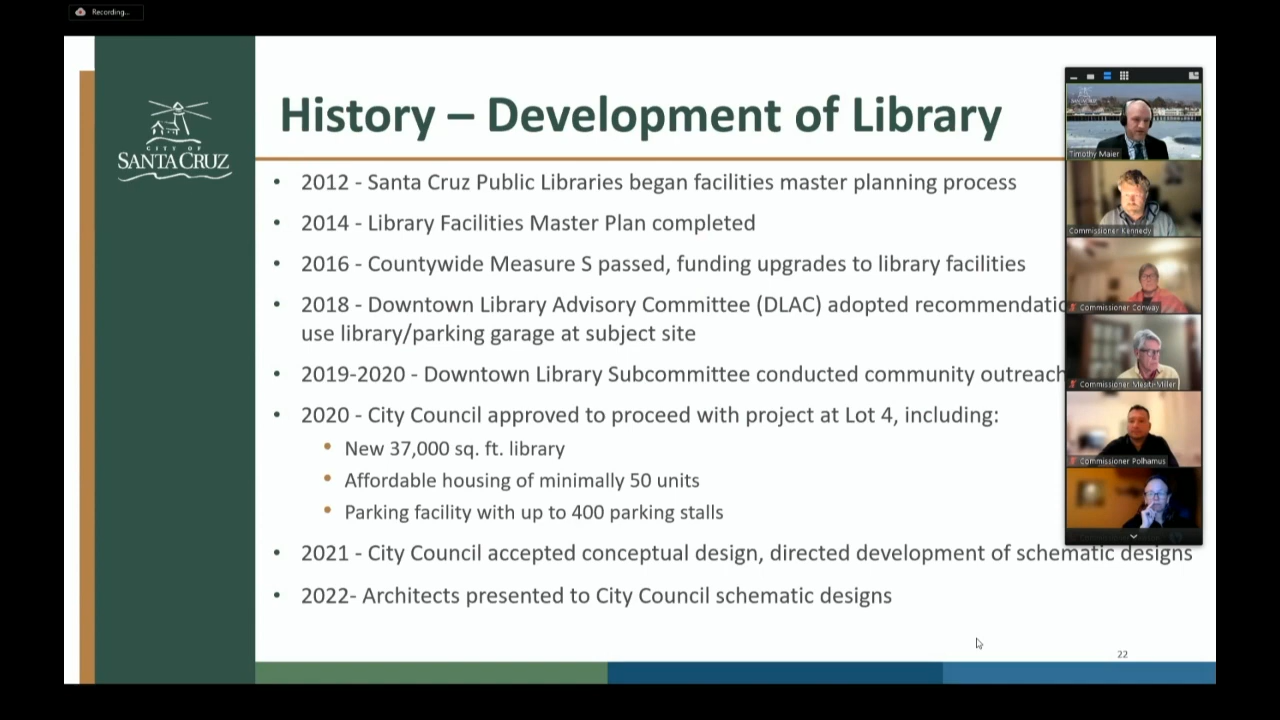 Recording...
CITY OF
SANTA CRUZ
History – Development of Library
• 2012 - Santa Cruz Public Libraries began facilities master planning process
• 2014 - Library Facilities Master Plan completed
• 2016 - Countywide Measure S passed, funding upgrades to library facilities
• 2018 - Downtown Library Advisory Committee (DLAC) adopted recommendatio
use library/parking garage at subject site
• 2019-2020 - Downtown Library Subcommittee conducted community outreach
• 2020 - City Council approved to proceed with project at Lot 4, including:
• New 37,000 sq. ft. library
• Affordable housing of minimally 50 units
• Parking facility with up to 400 parking stalls
• 2021 - City Council accepted conceptual design, directed development of schematic designs
• 2022- Architects presented to City Council schematic designs
22
Timothy Maier
Commissioner Kennedy
Commissioner Conway
Commissioner Mesiti-Miller
Commissioner Polhamus